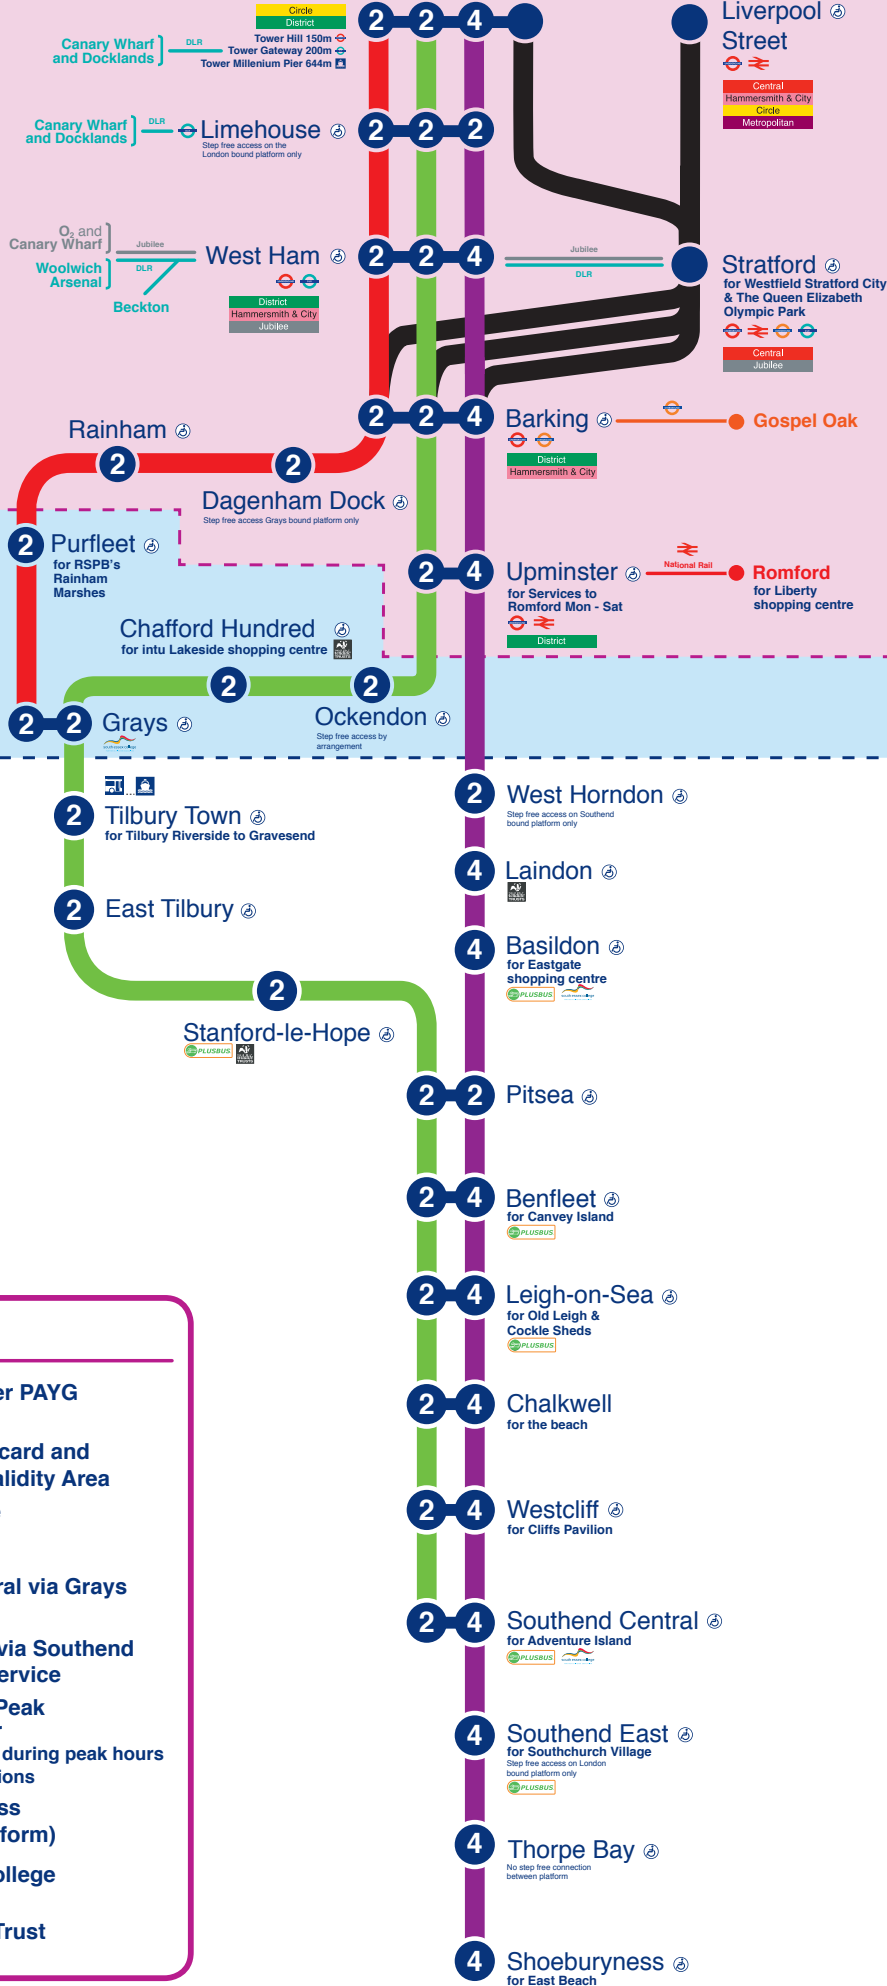 Circle
District
2 2 4
Tower Hill 150m
Tower Gateway 200m
Tower Millenium Pier 644m
Canary Wharf
and Docklands
DLR
Liverpool
Street
Central
Hammersmith & City
Circle
Metropolitan
Canary Wharf
and Docklands
DLR
Limehouse
Step free access on the
London bound platform only
2 2 2
O2 and
Canary Wharf
Jubilee
Woolwich
Arsenal
DLR
Beckton
West Ham
District
Hammersmith & City
Jubilee
2 2 4
Jubilee
DLR
Stratford
for Westfield Stratford City
& The Queen Elizabeth
Olympic Park
Central
Jubilee
2 2 4
Barking
District
Hammersmith & City
Gospel Oak
Rainham
2 2
Dagenham Dock
Step free access Grays bound platform only
2 Purfleet
for RSPB's
Rainham
Marshes
2 4
Upminster
for Services to
Romford Mon - Sat
District
National Rail
Romford
for Liberty
shopping centre
Chafford Hundred
for intu Lakeside shopping centre
2 2
Ockendon
Step free access by
arrangement
2 2 Grays
2 Tilbury Town
for Tilbury Riverside to Gravesend
2 East Tilbury
2
Stanford-le-Hope
PLUSBUS
2 West Horndon
Step free access on Southend
bound platform only
4 Laindon
4 Basildon
for Eastgate
shopping centre
PLUSBUS
2 2 Pitsea
2 4 Benfleet
for Canvey Island
PLUSBUS
2 4 Leigh-on-Sea
for Old Leigh &
Cockle Sheds
PLUSBUS
2 4 Chalkwell
for the beach
2 4 Westcliff
for Cliffs Pavilion
2 4 Southend Central
for Adventure Island
PLUSBUS
4 Southend East
for Southchurch Village
Step free access on London
bound platform only
PLUSBUS
4 Thorpe Bay
No step free connection
between platform
4 Shoeburyness
for East Beach
er PAYG
card and
alidity Area
ral via Grays
via Southend
ervice
Peak
during peak hours
ions
ss
form)
ollege
Trust